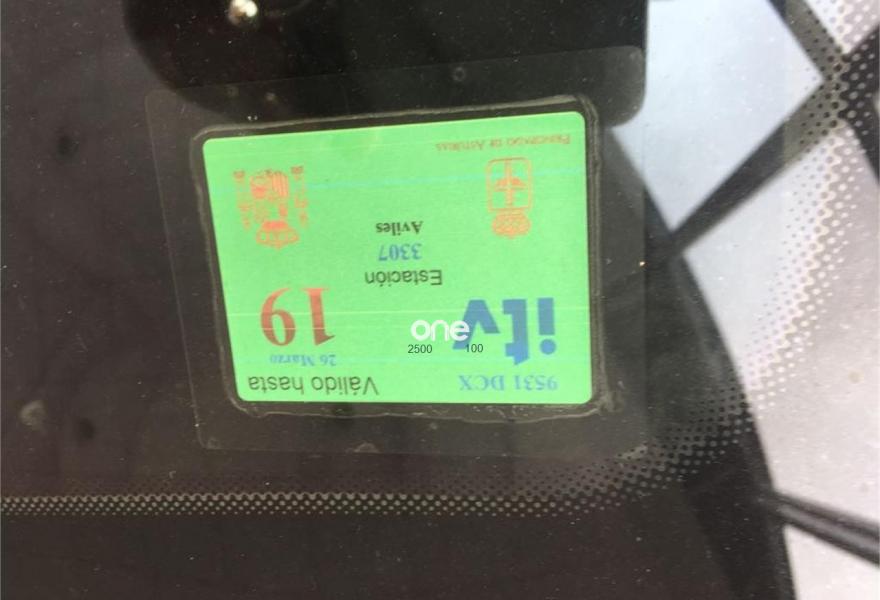 9531 DCX
Válido hasta
26 Marzo
itv
19
Estación
3307
Aviles
PRINCIPADO DE ASTURIAS
one
2500 100